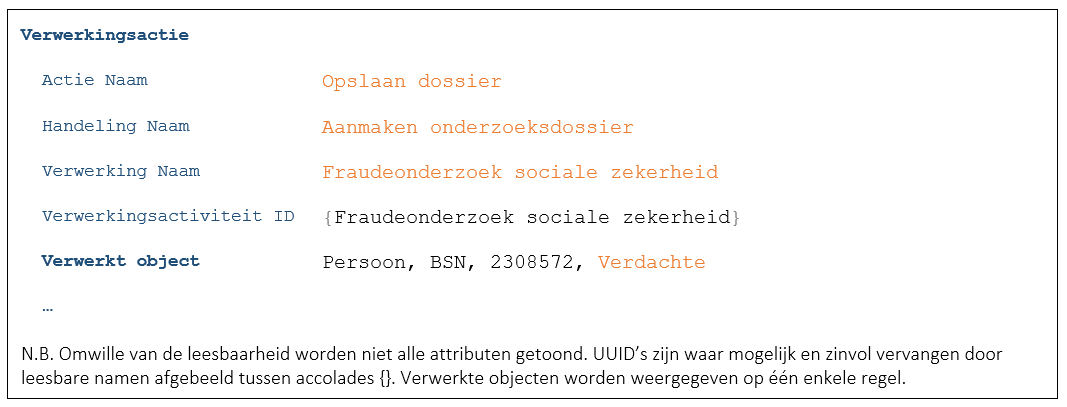 Verwerkingsactie
Actie Naam Opslaan dossier
Handeling Naam Aanmaken onderzoeksdossier
Verwerking Naam Fraudeonderzoek sociale zekerheid
Verwerkingsactiviteit ID {Fraudeonderzoek sociale zekerheid}
Verwerkt object Persoon, BSN, 2308572, Verdachte
…
N.B. Omwille van de leesbaarheid worden niet alle attributen getoond. UUID’s zijn waar mogelijk en zinvol vervangen door
leesbare namen afgebeeld tussen accolades {}. Verwerkte objecten worden weergegeven op één enkele regel.